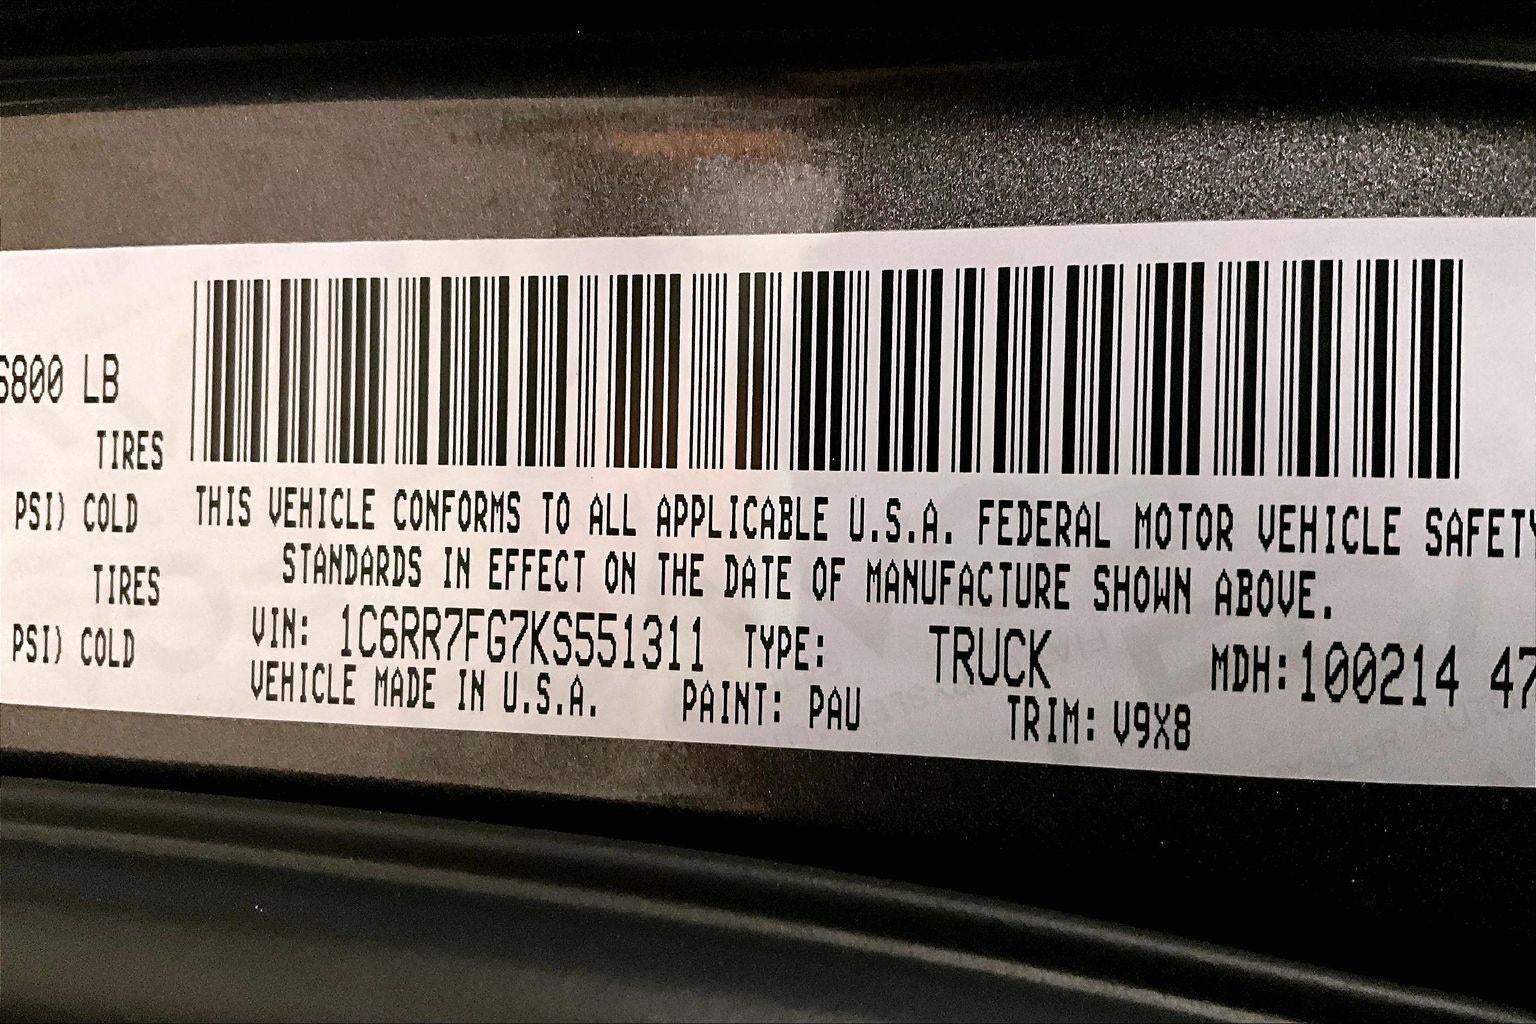 6800 LB
TIRES
PSI) COLD
TIRES
PSI) COLD
THIS VEHICLE CONFORMS TO ALL APPLICABLE U.S.A. FEDERAL MOTOR VEHICLE SAFETY
STANDARDS IN EFFECT ON THE DATE OF MANUFACTURE SHOWN ABOVE.
VIN: 1C6RR7FG7KS551311 TYPE: TRUCK MDH: 100214 47
VEHICLE MADE IN U.S.A. PAINT: PAU TRIM: V9X8